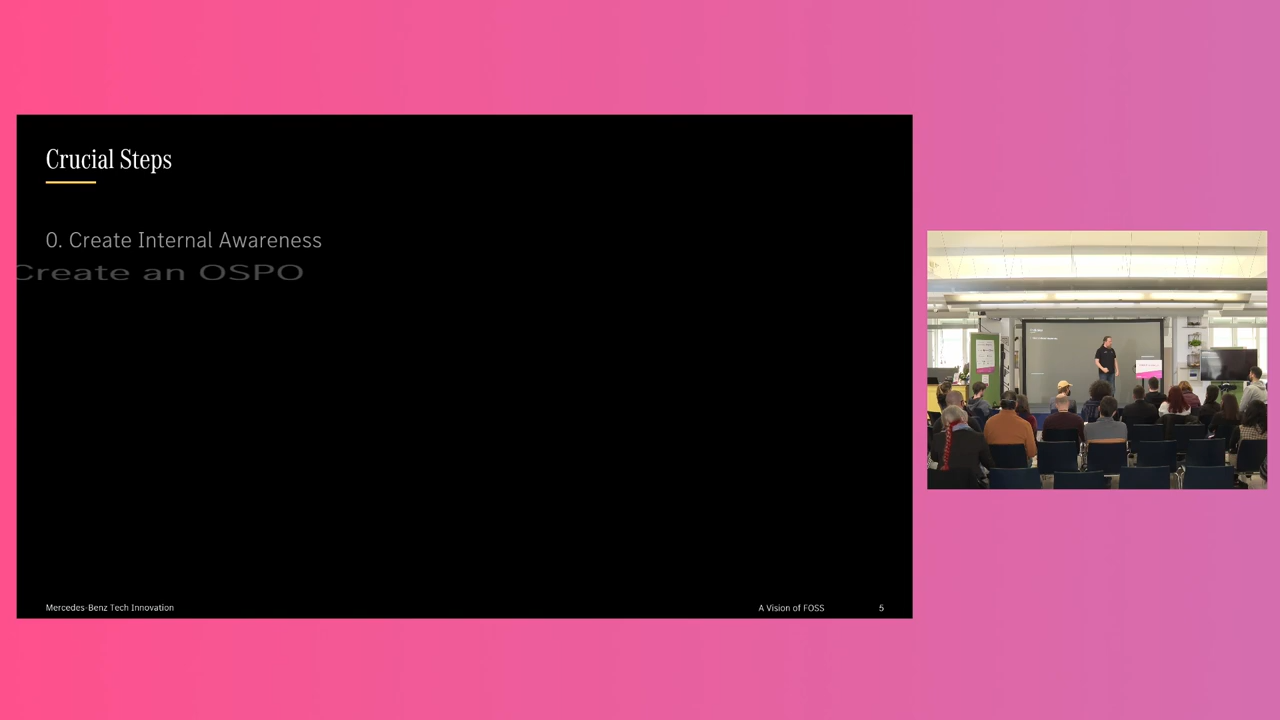 Crucial Steps
0. Create Internal Awareness
Create an OSPO
Mercedes-Benz Tech Innovation
A Vision of FOSS
5